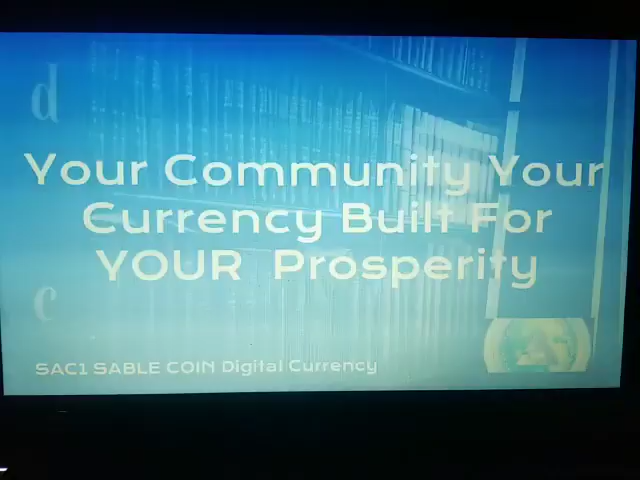 d
Your Community Your
Currency Built For
YOUR Prosperity
c
SAC1 SABLE COIN Digital Currency